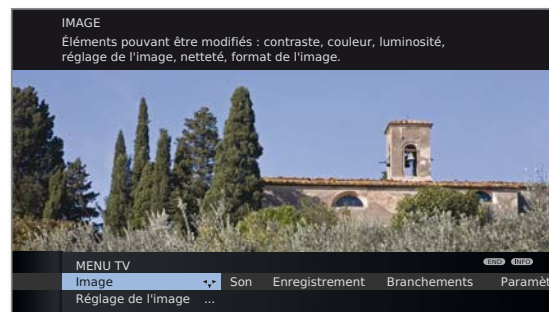 IMAGE
Éléments pouvant être modifiés : contraste, couleur, luminosité,
réglage de l'image, netteté, format de l'image.
MENU TV
END INFO
Image Son Enregistrement Branchements Paramèt
Réglage de l'image ...